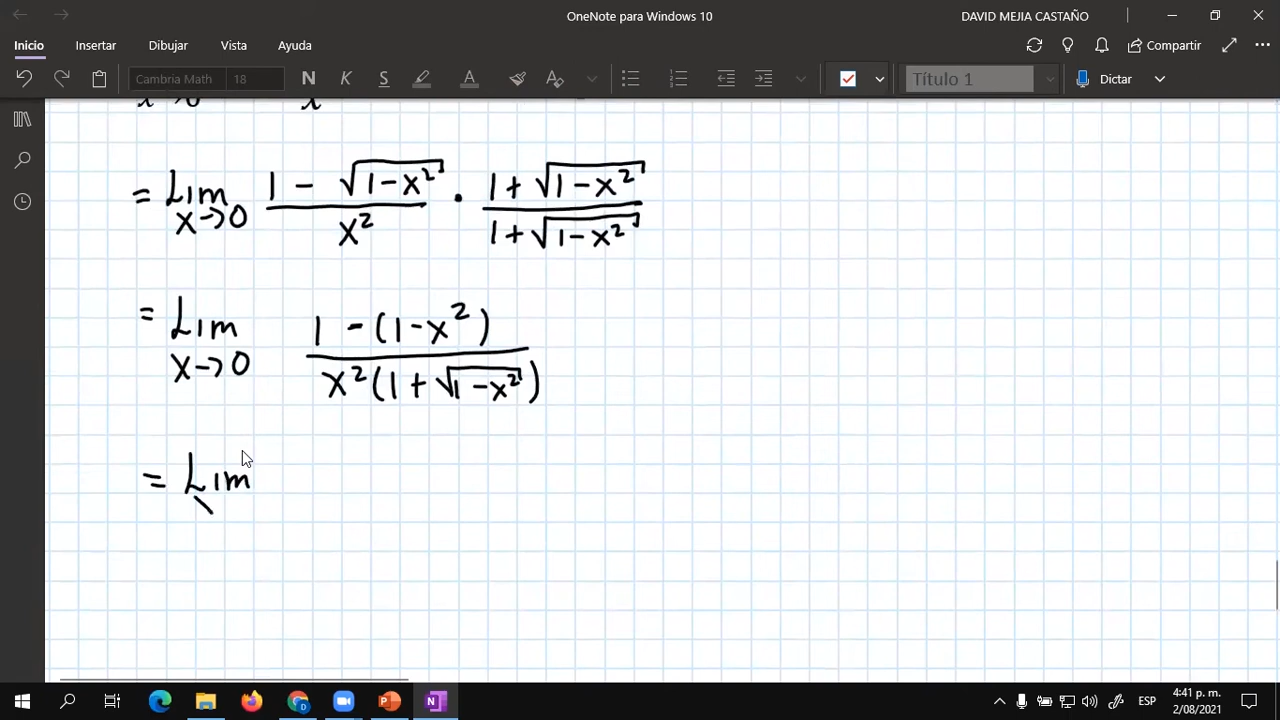 OneNote para Windows 10
DAVID MEJIA CASTAÑO
Inicio Insertar Dibujar Vista Ayuda
Compartir
Cambria Math 18 N K S A Título 1 Dictar
x→0 x
= Lim x→0 (1 - √(1-x²))/x² · (1+√(1-x²))/(1+√(1-x²))
= Lim x→0 (1 - (1-x²))/(x²(1+√(1-x²)))
= Lim
ESP
4:41 p. m.
2/08/2021